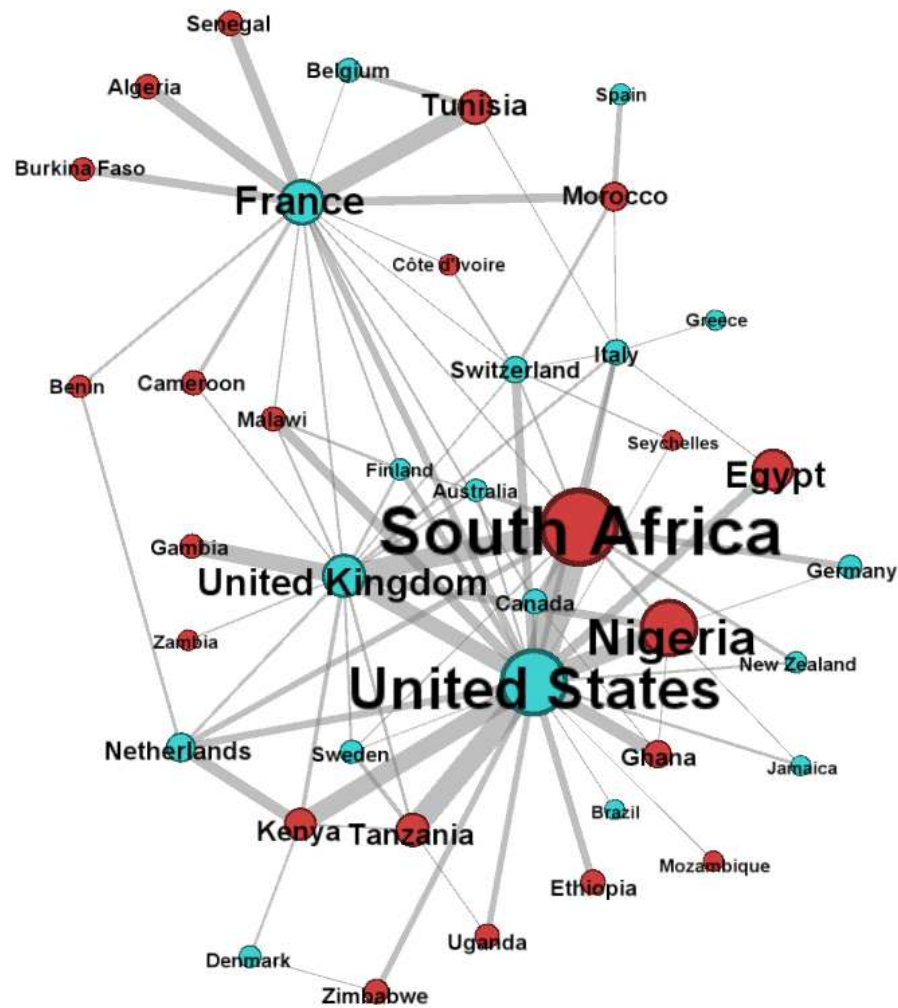 Senegal
Belgium
Algeria
Tunisia
Spain
Burkina Faso
France
Morocco
Côte d'Ivoire
Greece
Switzerland
Italy
Benin
Cameroon
Malawi
Seychelles
Finland
Egypt
Australia
South Africa
Gambia
Germany
United Kingdom
Canada
Zambia
Nigeria
New Zealand
United States
Netherlands
Sweden
Ghana
Jamaica
Brazil
Kenya
Tanzania
Mozambique
Ethiopia
Uganda
Denmark
Zimbabwe